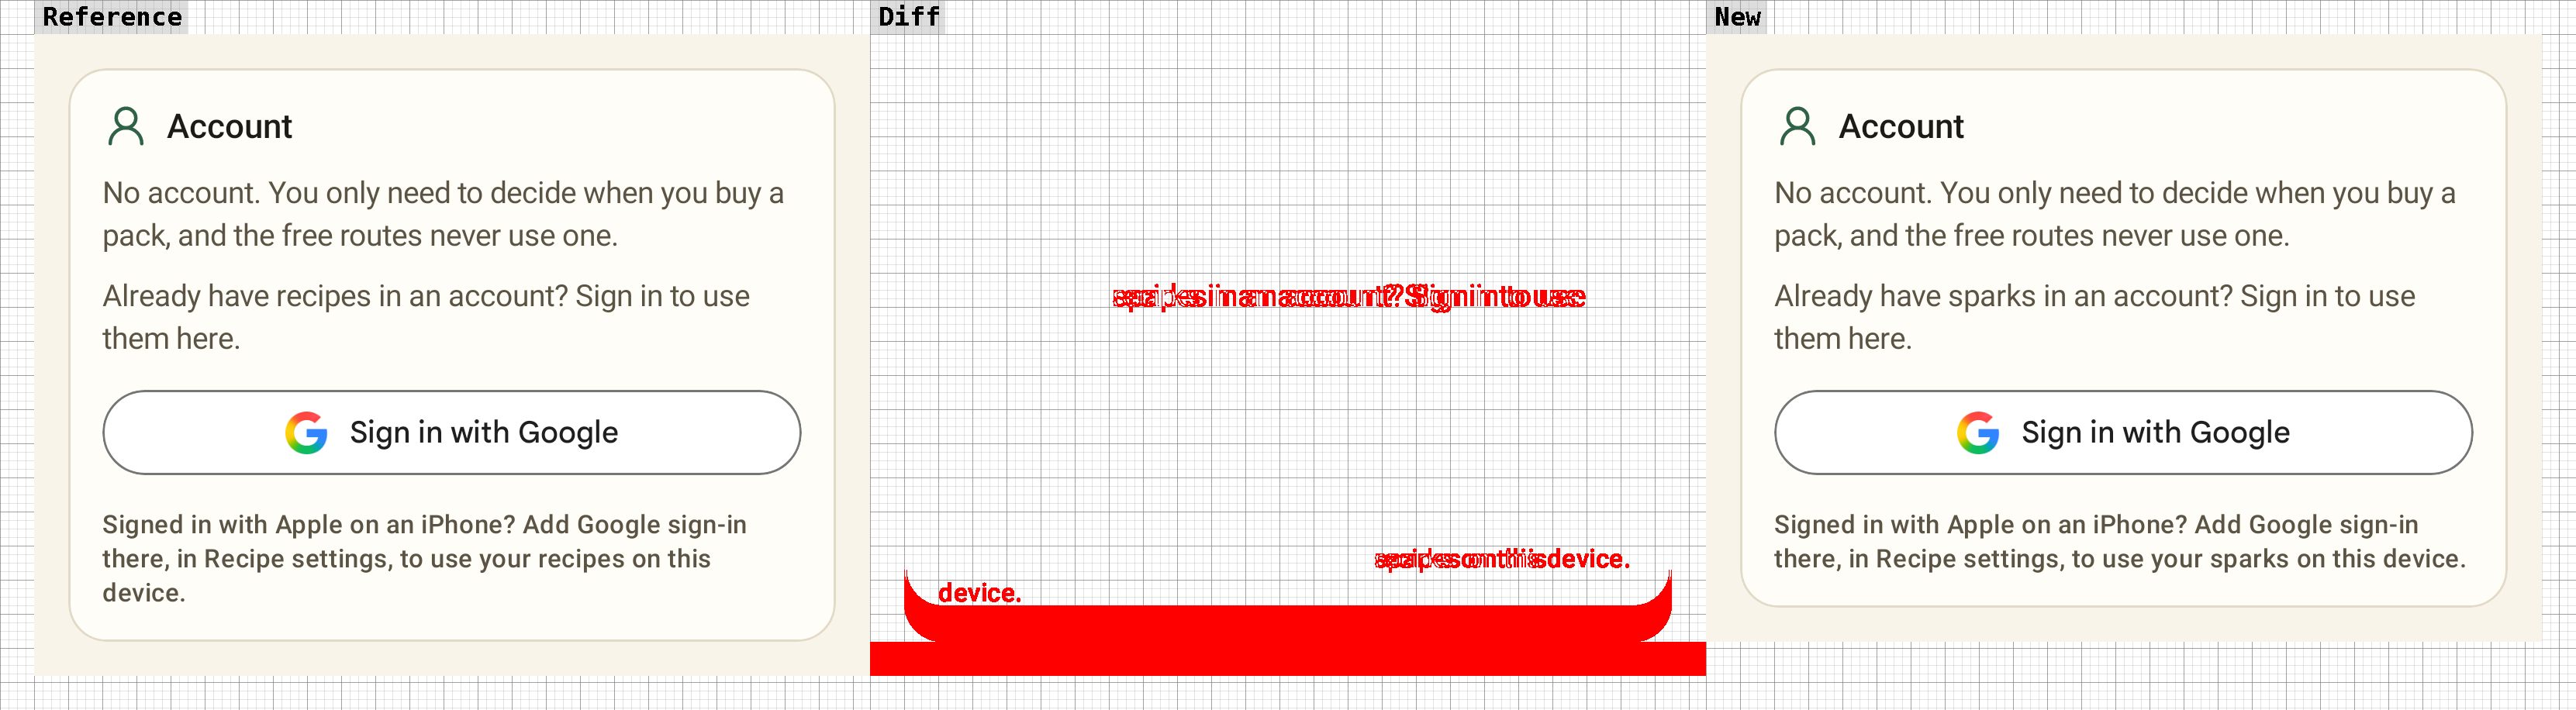 Reference
Account
No account. You only need to decide when you buy a
pack, and the free routes never use one.
Already have recipes in an account? Sign in to use
them here.
Sign in with Google
Signed in with Apple on an iPhone? Add Google sign-in
there, in Recipe settings, to use your recipes on this
device.
Diff
device.
device.
New
Account
No account. You only need to decide when you buy a
pack, and the free routes never use one.
Already have sparks in an account? Sign in to use
them here.
Sign in with Google
Signed in with Apple on an iPhone? Add Google sign-in
there, in Recipe settings, to use your sparks on this device.